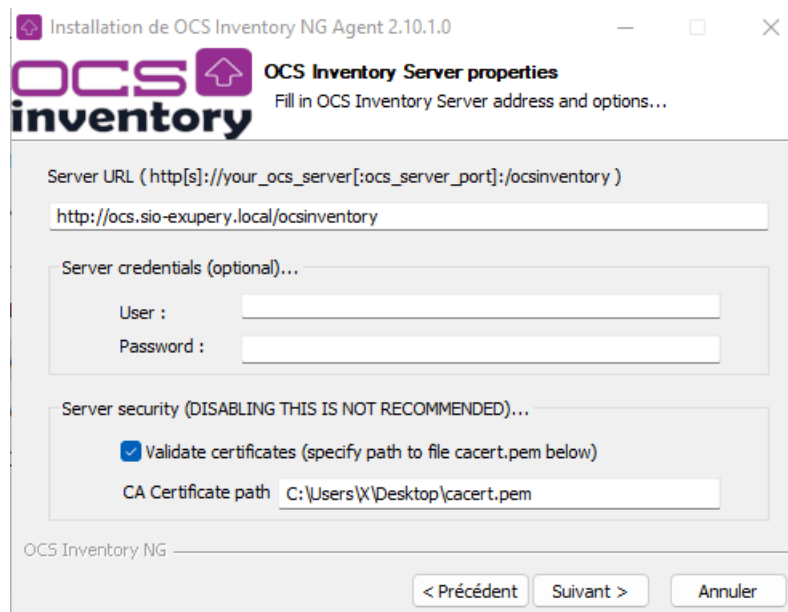 Installation de OCS Inventory NG Agent 2.10.1.0
OCS inventory
OCS Inventory Server properties
Fill in OCS Inventory Server address and options...
Server URL ( http[s]://your_ocs_server[:ocs_server_port]:/ocsinventory )
http://ocs.sio-exupery.local/ocsinventory
Server credentials (optional)...
User :
Password :
Server security (DISABLING THIS IS NOT RECOMMENDED)...
Validate certificates (specify path to file cacert.pem below)
CA Certificate path C:\Users\X\Desktop\cacert.pem
OCS Inventory NG
< Précédent Suivant > Annuler